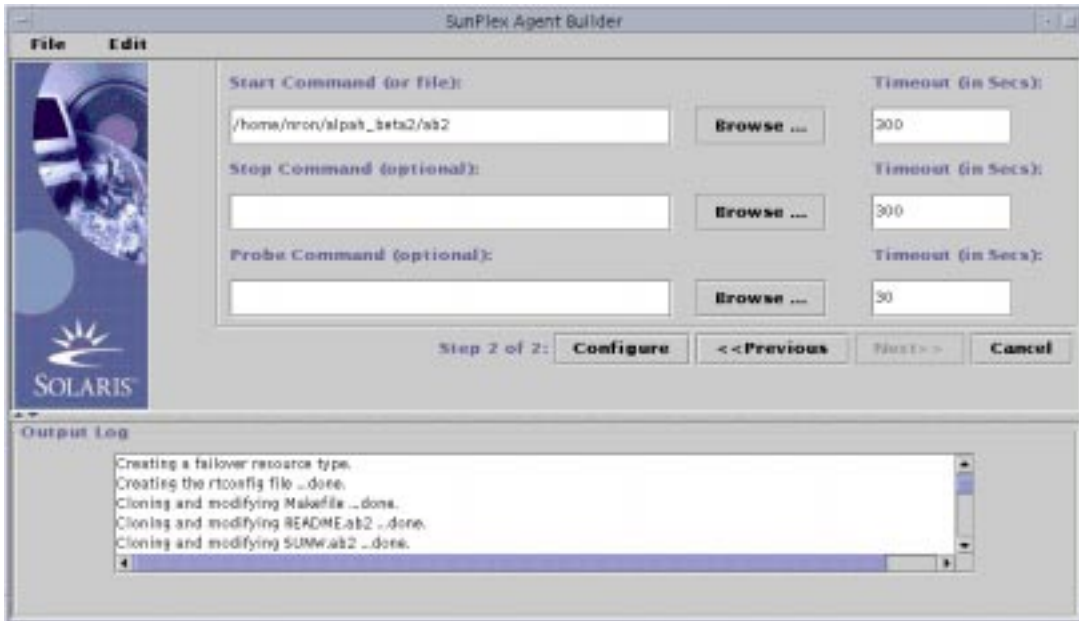 SunPlex Agent Builder
File Edit
Start Command (or file): Timeout (in Secs):
/home/nron/alpah_beta2/ab2 Browse ... 300
Stop Command (optional): Timeout (in Secs):
Browse ... 300
Probe Command (optional): Timeout (in Secs):
Browse ... 30
Step 2 of 2: Configure <<Previous Next>> Cancel
SOLARIS
Output Log
Creating a failover resource type.
Creating the rtconfig file ...done.
Cloning and modifying Makefile ...done.
Cloning and modifying README.ab2 ...done.
Cloning and modifying SUNW.ab2 ...done.